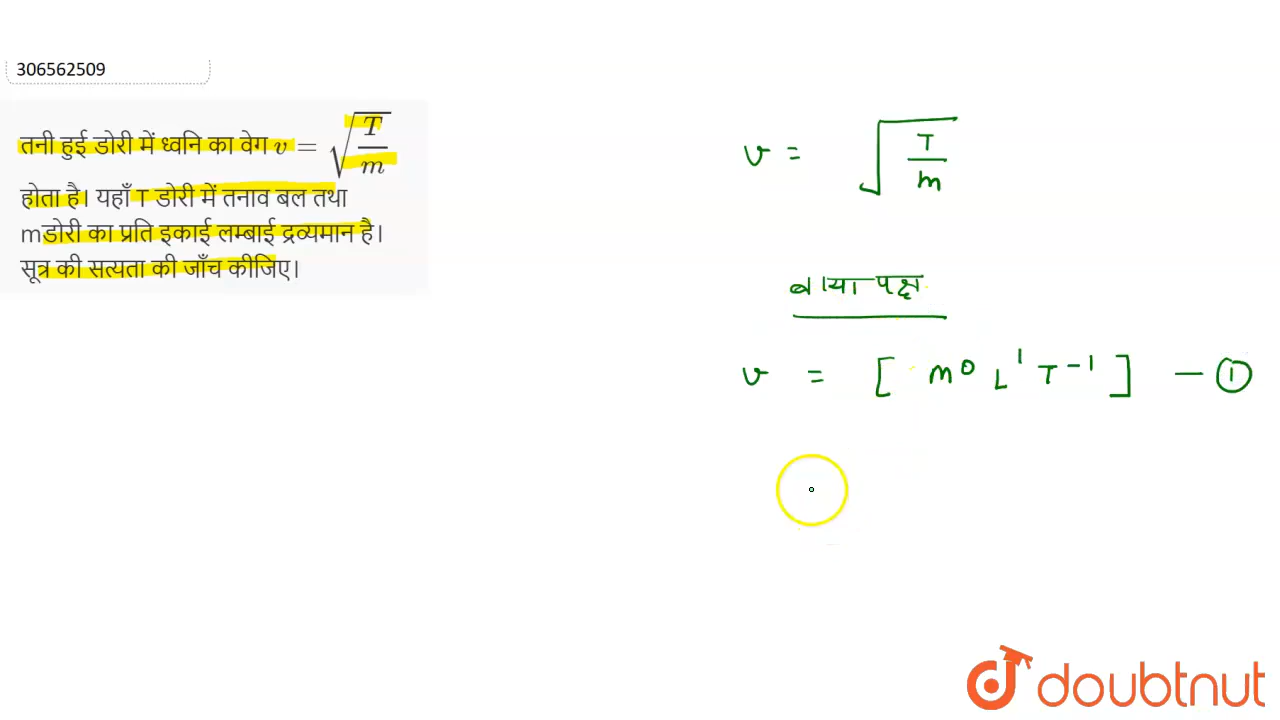 306562509
तनी हुई डोरी में ध्वनि का वेग v = √(T/m)
होता है। यहाँ T डोरी में तनाव बल तथा
mडोरी का प्रति इकाई लम्बाई द्रव्यमान है।
सूत्र की सत्यता की जाँच कीजिए।
v = √(T/m)
बाया पक्ष
v = [ m⁰ L¹ T⁻¹ ] — ①
doubtnut